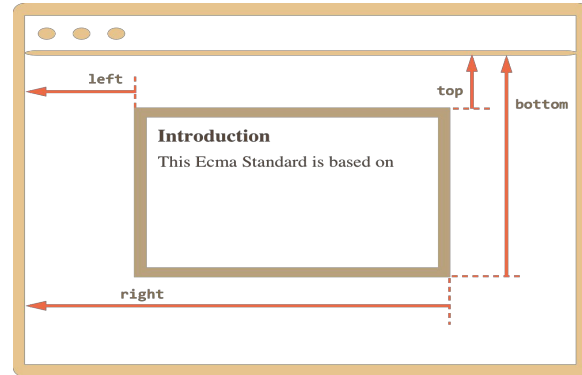 left
top
bottom
Introduction
This Ecma Standard is based on
right